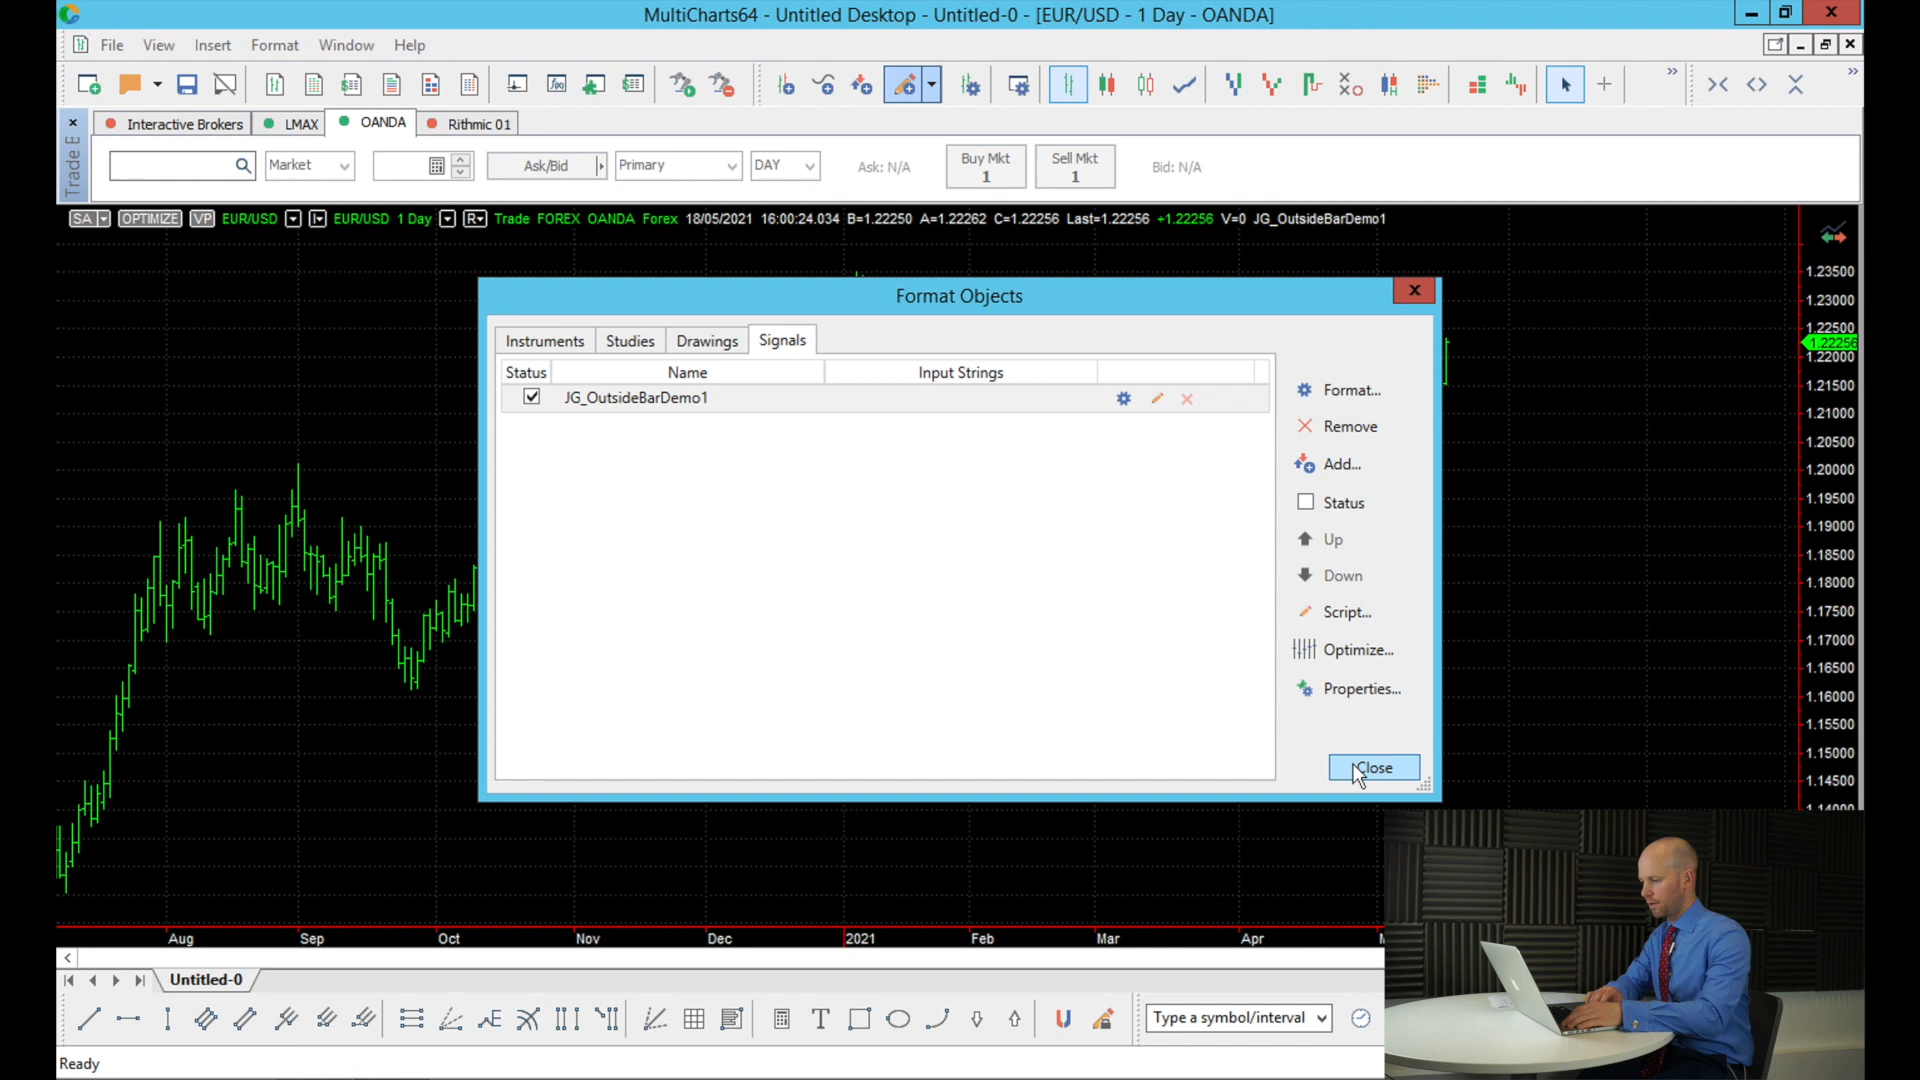 MultiCharts64 - Untitled Desktop - Untitled-0 - [EUR/USD - 1 Day - OANDA]
File View Insert Format Window Help
Trade B
Interactive Brokers LMAX OANDA Rithmic 01
Market Ask/Bid Primary DAY Ask: N/A Buy Mkt 1 Sell Mkt 1 Bid: N/A
SA OPTIMIZE VP EUR/USD I EUR/USD 1 Day R Trade FOREX OANDA Forex 18/05/2021 16:00:24.034 B=1.22250 A=1.22262 C=1.22256 Last=1.22256 +1.22256 V=0 JG_OutsideBarDemo1
Format Objects
Instruments Studies Drawings Signals
Status Name Input Strings
JG_OutsideBarDemo1
Format...
Remove
Add...
Status
Up
Down
Script...
Optimize...
Properties...
Close
1.23500
1.23000
1.22500
1.22256
1.22000
1.21500
1.21000
1.20500
1.20000
1.19500
1.19000
1.18500
1.18000
1.17500
1.17000
1.16500
1.16000
1.15500
1.15000
1.14500
1.14000
Aug Sep Oct Nov Dec 2021 Feb Mar Apr
Untitled-0
Type a symbol/interval
Ready